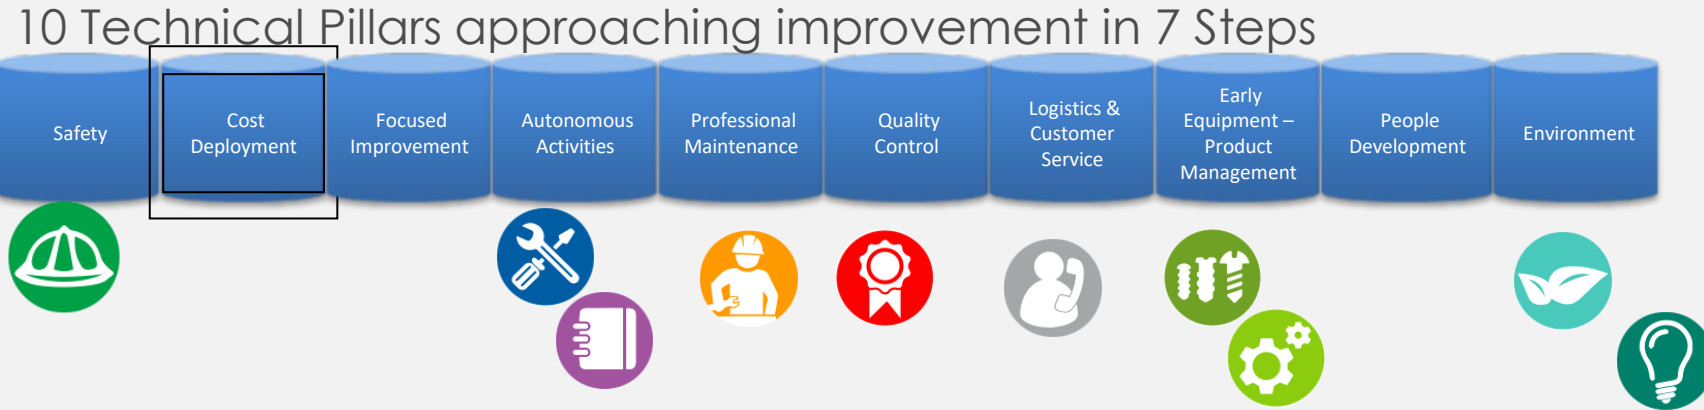 10 Technical Pillars approaching improvement in 7 Steps
Safety
Cost
Deployment
Focused
Improvement
Autonomous
Activities
Professional
Maintenance
Quality
Control
Logistics &
Customer
Service
Early
Equipment –
Product
Management
People
Development
Environment